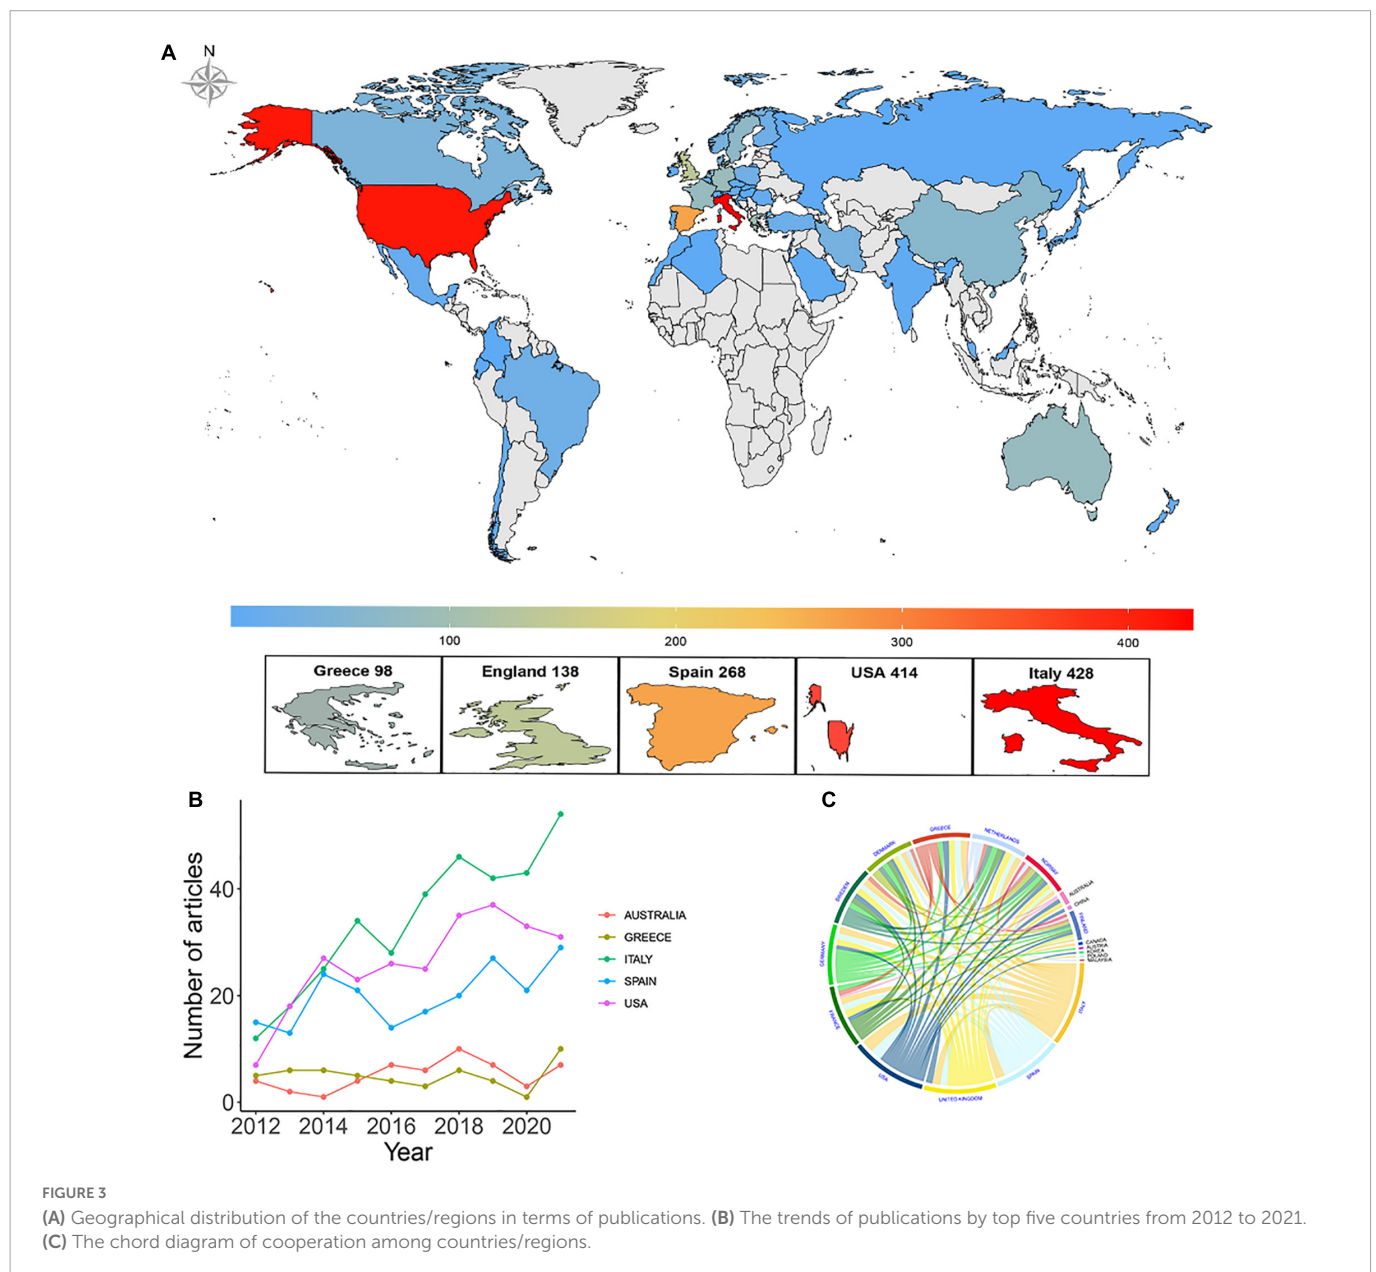 A
N
100
200
300
400
Greece 98
England 138
Spain 268
USA 414
Italy 428
B
Number of articles
40
20
0
2012
2014
2016
2018
2020
Year
AUSTRALIA
GREECE
ITALY
SPAIN
USA
C
GREECE
NETHERLANDS
NORWAY
AUSTRALIA
CHINA
FINLAND
CANADA
AUSTRIA
KOREA
POLAND
MALAYSIA
ITALY
SPAIN
UNITED KINGDOM
USA
FRANCE
GERMANY
SWEDEN
DENMARK
FIGURE 3
(A) Geographical distribution of the countries/regions in terms of publications. (B) The trends of publications by top five countries from 2012 to 2021.
(C) The chord diagram of cooperation among countries/regions.